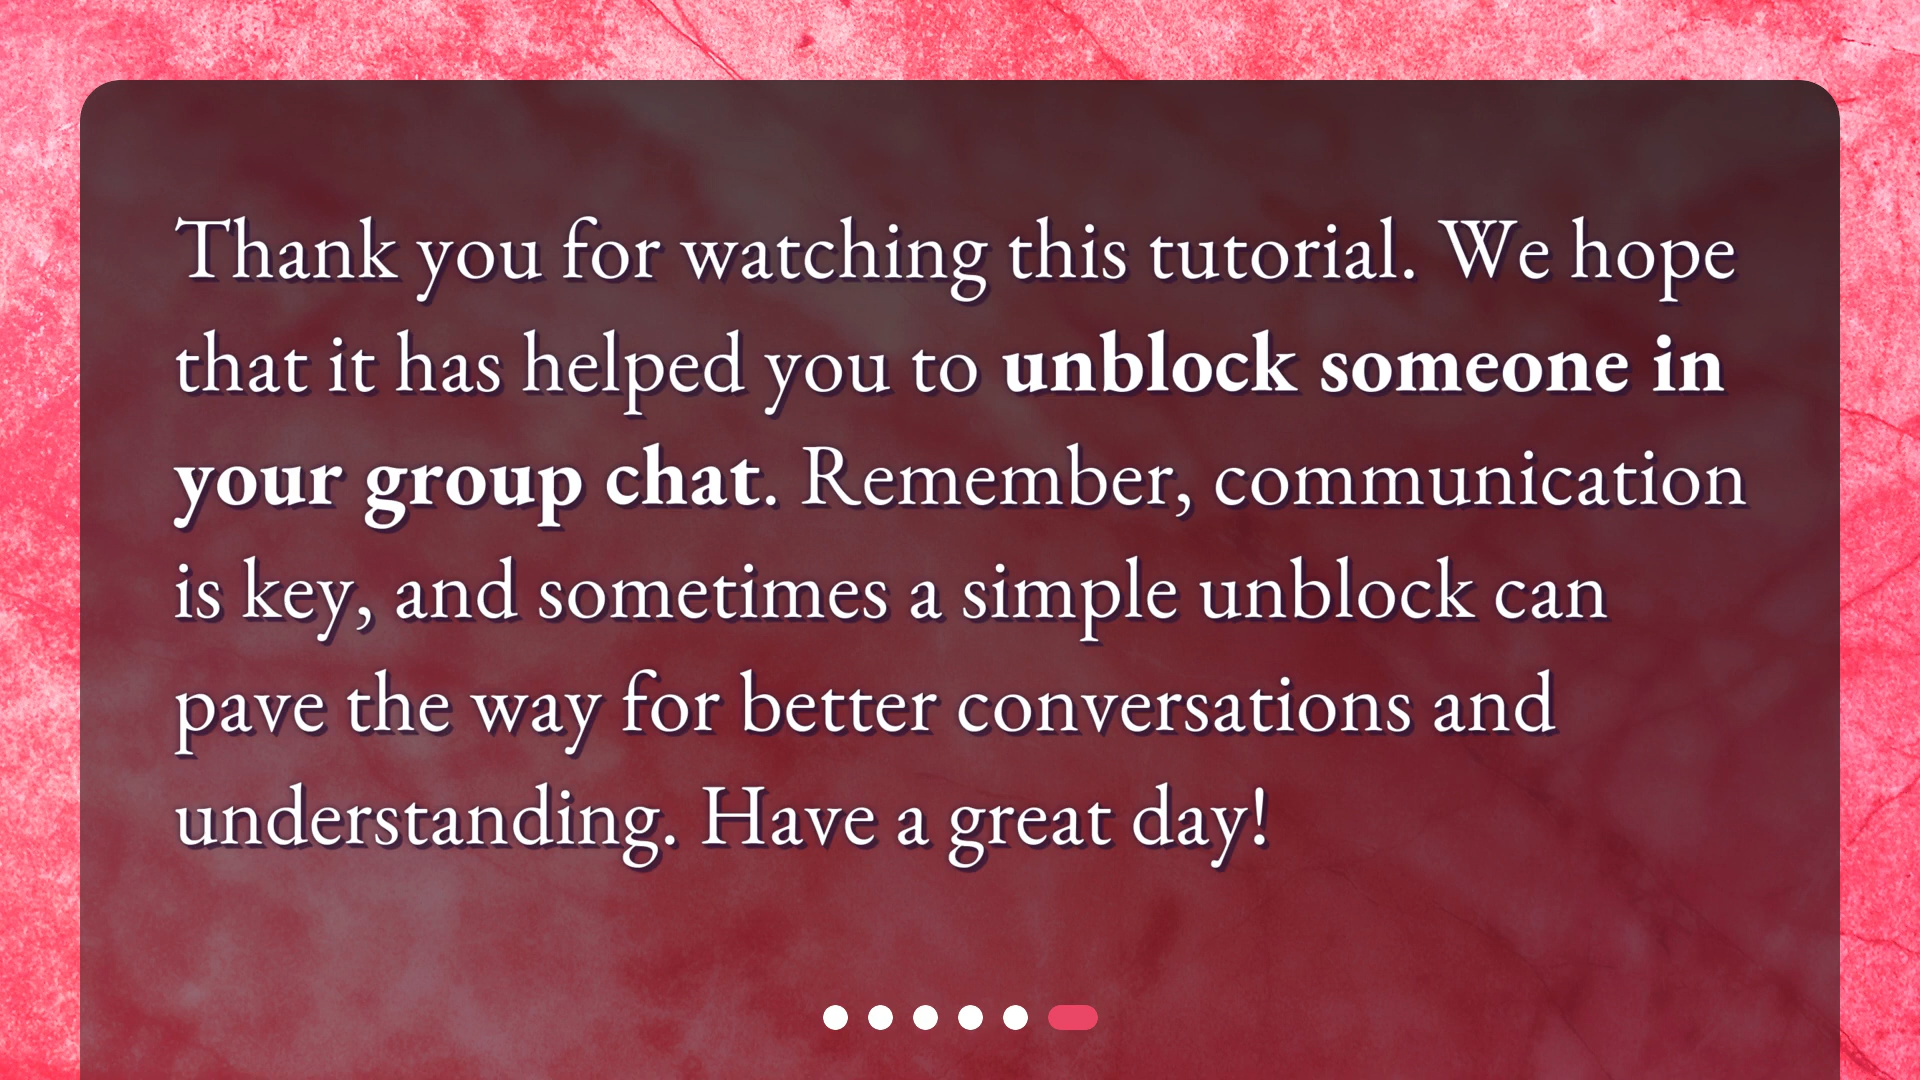 Thank you for watching this tutorial. We hope
that it has helped you to unblock someone in
your group chat. Remember, communication
is key, and sometimes a simple unblock can
pave the way for better conversations and
understanding. Have a great day!